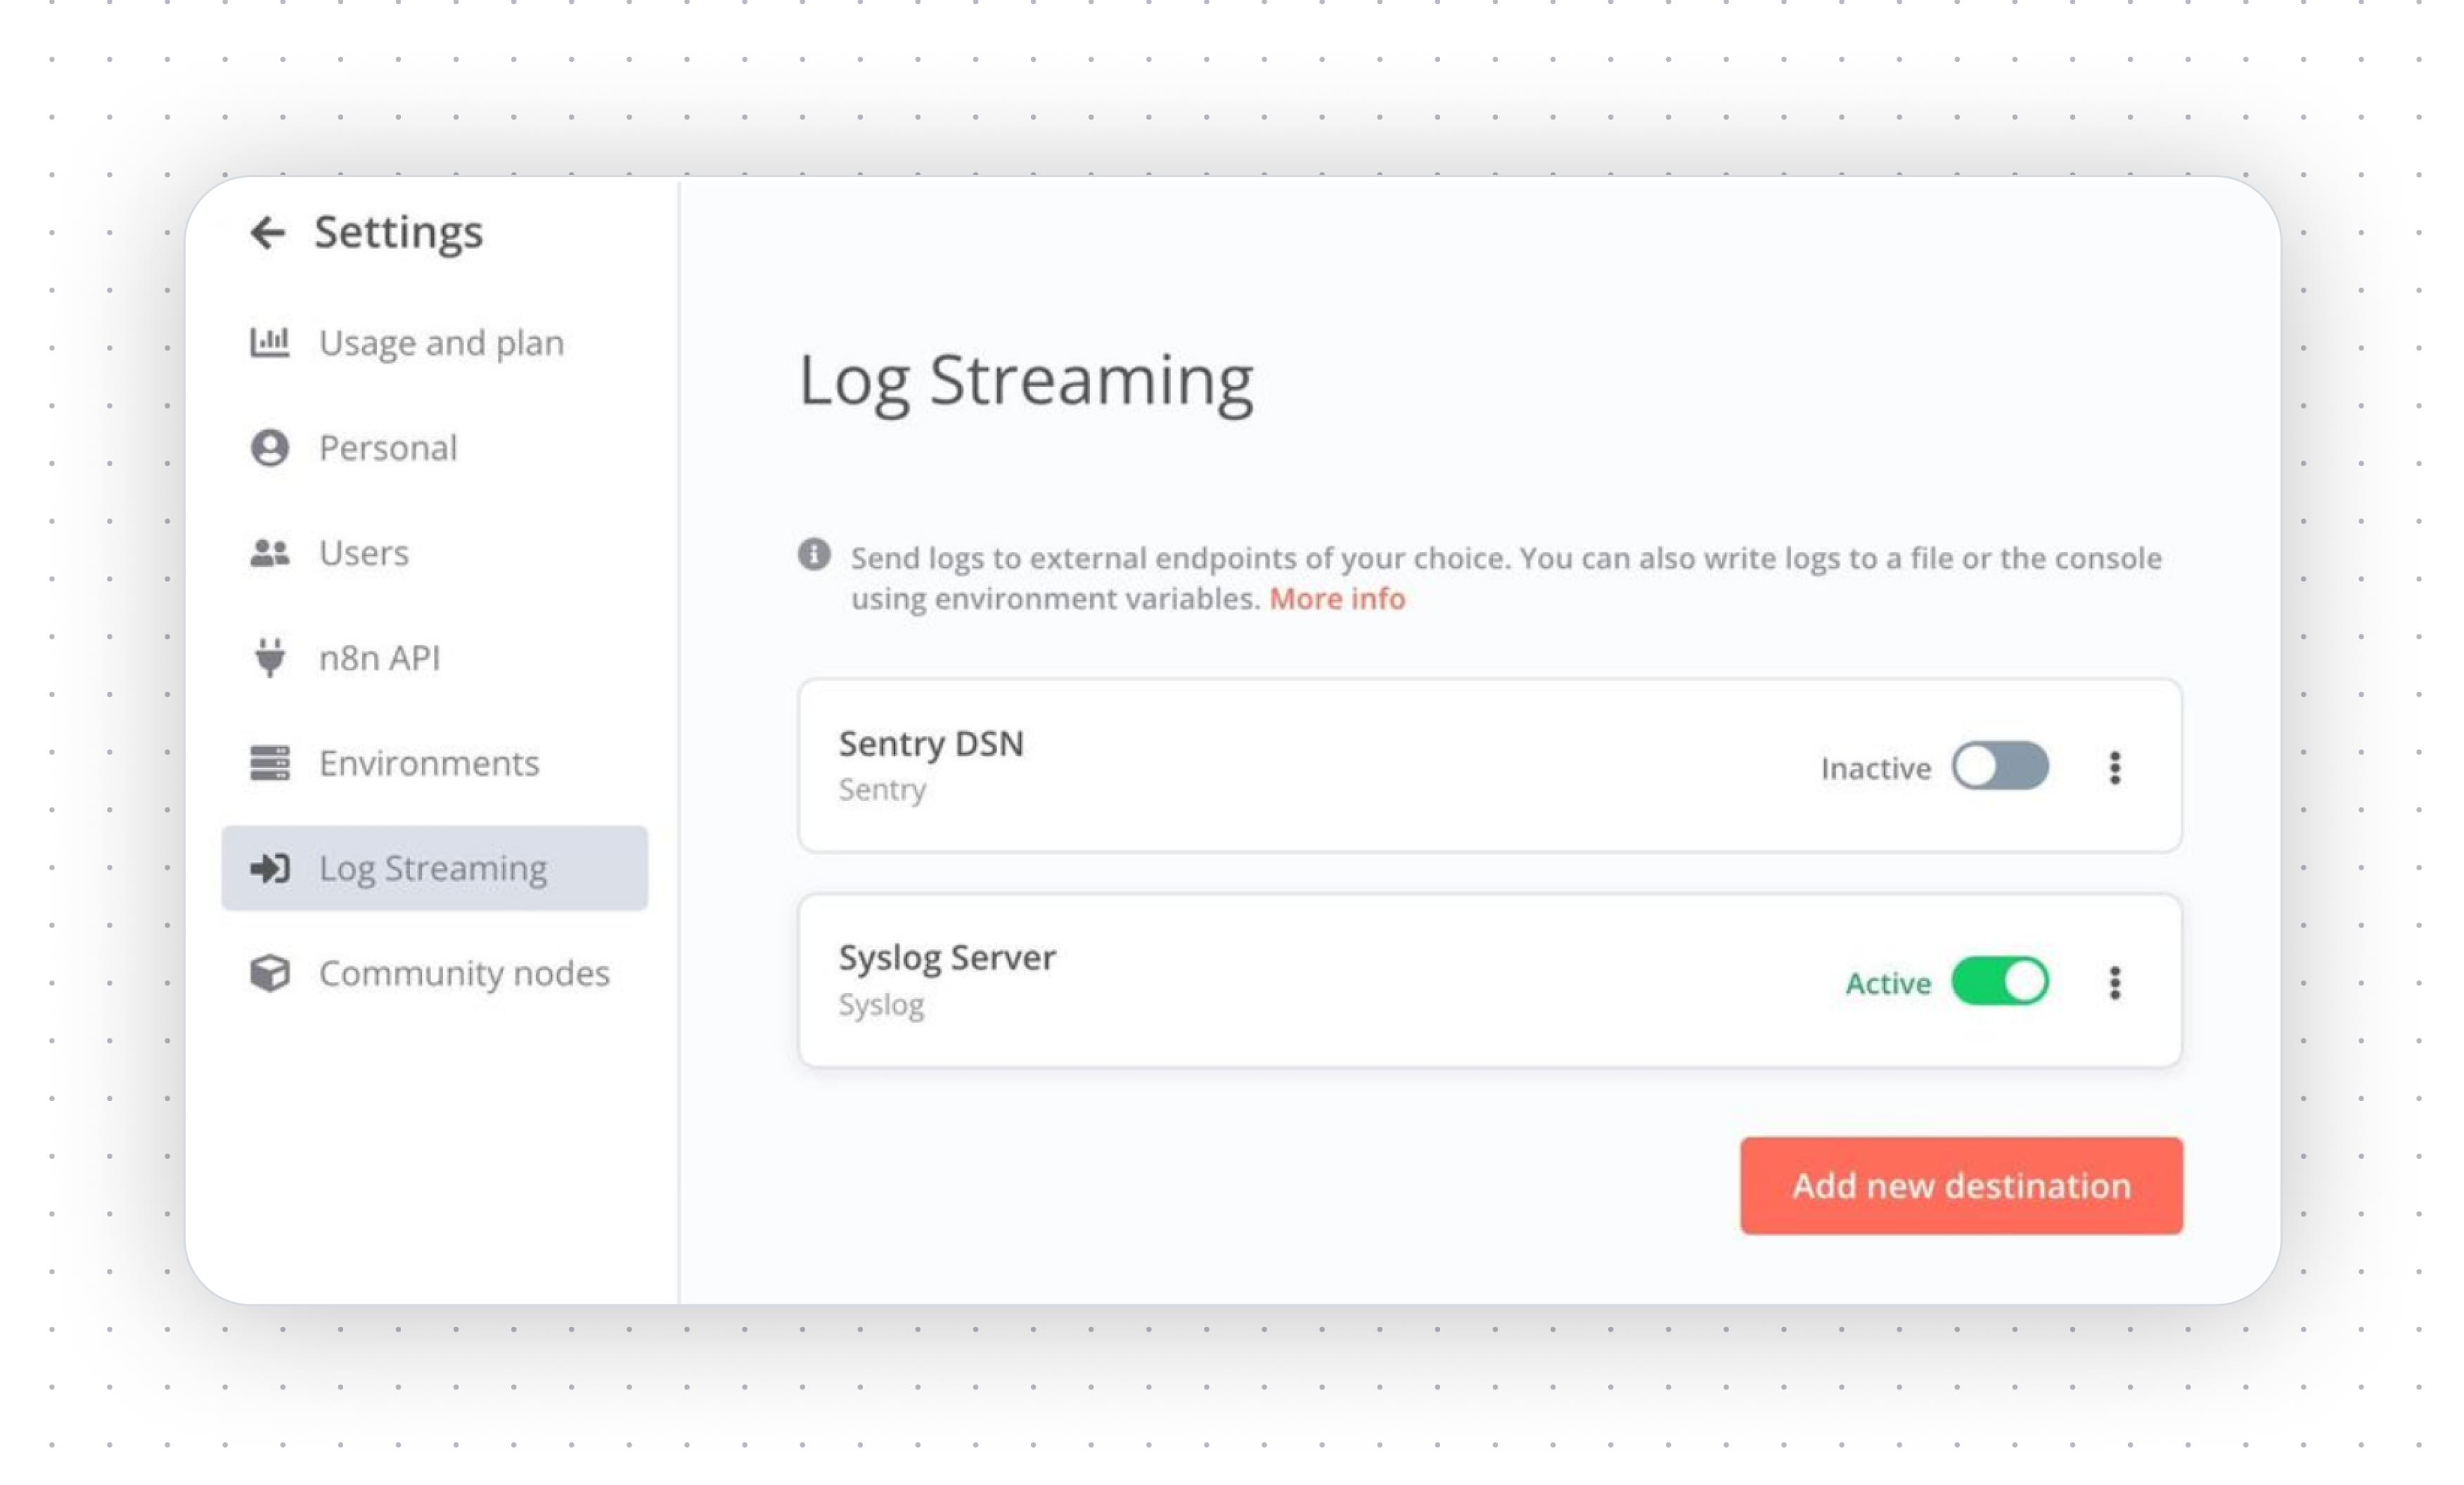 Settings
Usage and plan
Personal
Users
n8n API
Environments
Log Streaming
Community nodes
Log Streaming
Send logs to external endpoints of your choice. You can also write logs to a file or the console
using environment variables. More info
Sentry DSN
Sentry
Inactive
Syslog Server
Syslog
Active
Add new destination